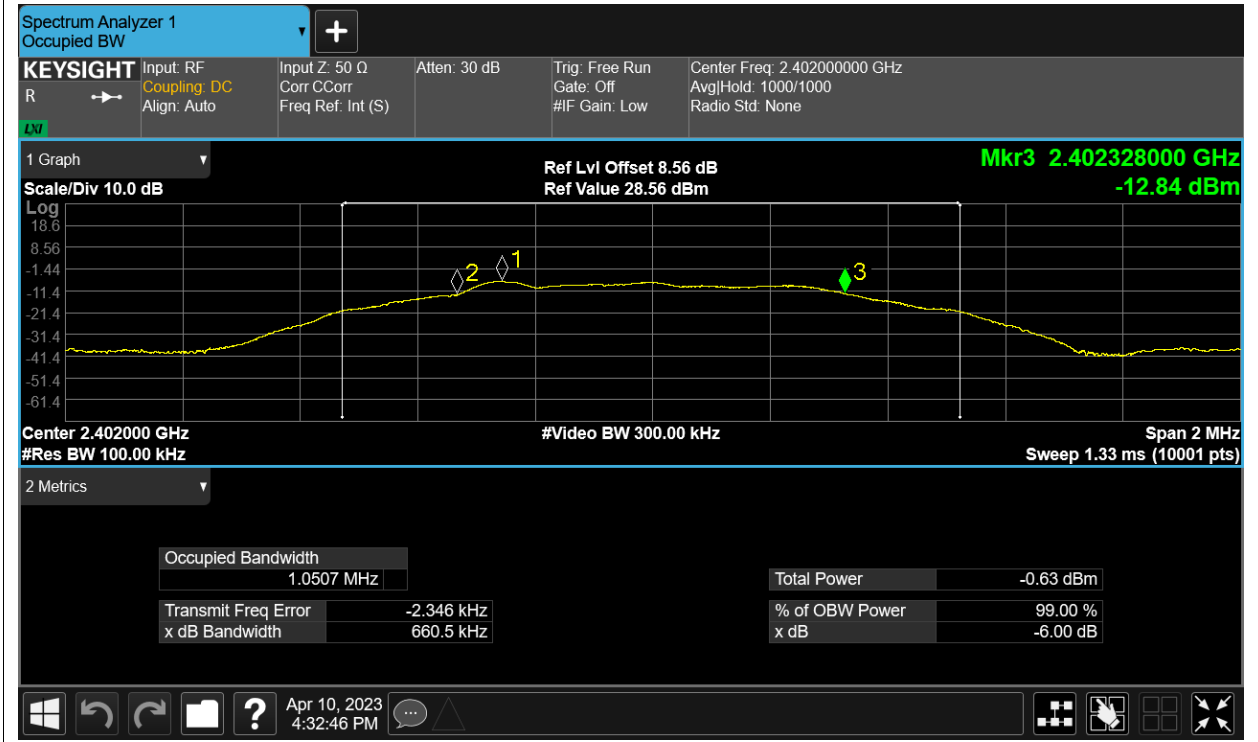 Spectrum Analyzer 1
Occupied BW
▼
+
KEYSIGHT
R
LXI
Input: RF
Coupling: DC
Align: Auto
Input Z: 50 Ω
Corr CCorr
Freq Ref: Int (S)
Atten: 30 dB
Trig: Free Run
Gate: Off
#IF Gain: Low
Center Freq: 2.402000000 GHz
Avg|Hold: 1000/1000
Radio Std: None
1 Graph ▼
Scale/Div 10.0 dB
Ref Lvl Offset 8.56 dB
Ref Value 28.56 dBm
Mkr3 2.402328000 GHz
-12.84 dBm
Log
18.6
8.56
-1.44
-11.4
-21.4
-31.4
-41.4
-51.4
-61.4
2
1
3
Center 2.402000 GHz
#Res BW 100.00 kHz
#Video BW 300.00 kHz
Span 2 MHz
Sweep 1.33 ms (10001 pts)
2 Metrics ▼
Occupied Bandwidth
1.0507 MHz
Transmit Freq Error -2.346 kHz
x dB Bandwidth 660.5 kHz
Total Power -0.63 dBm
% of OBW Power 99.00 %
x dB -6.00 dB
?
Apr 10, 2023
4:32:46 PM